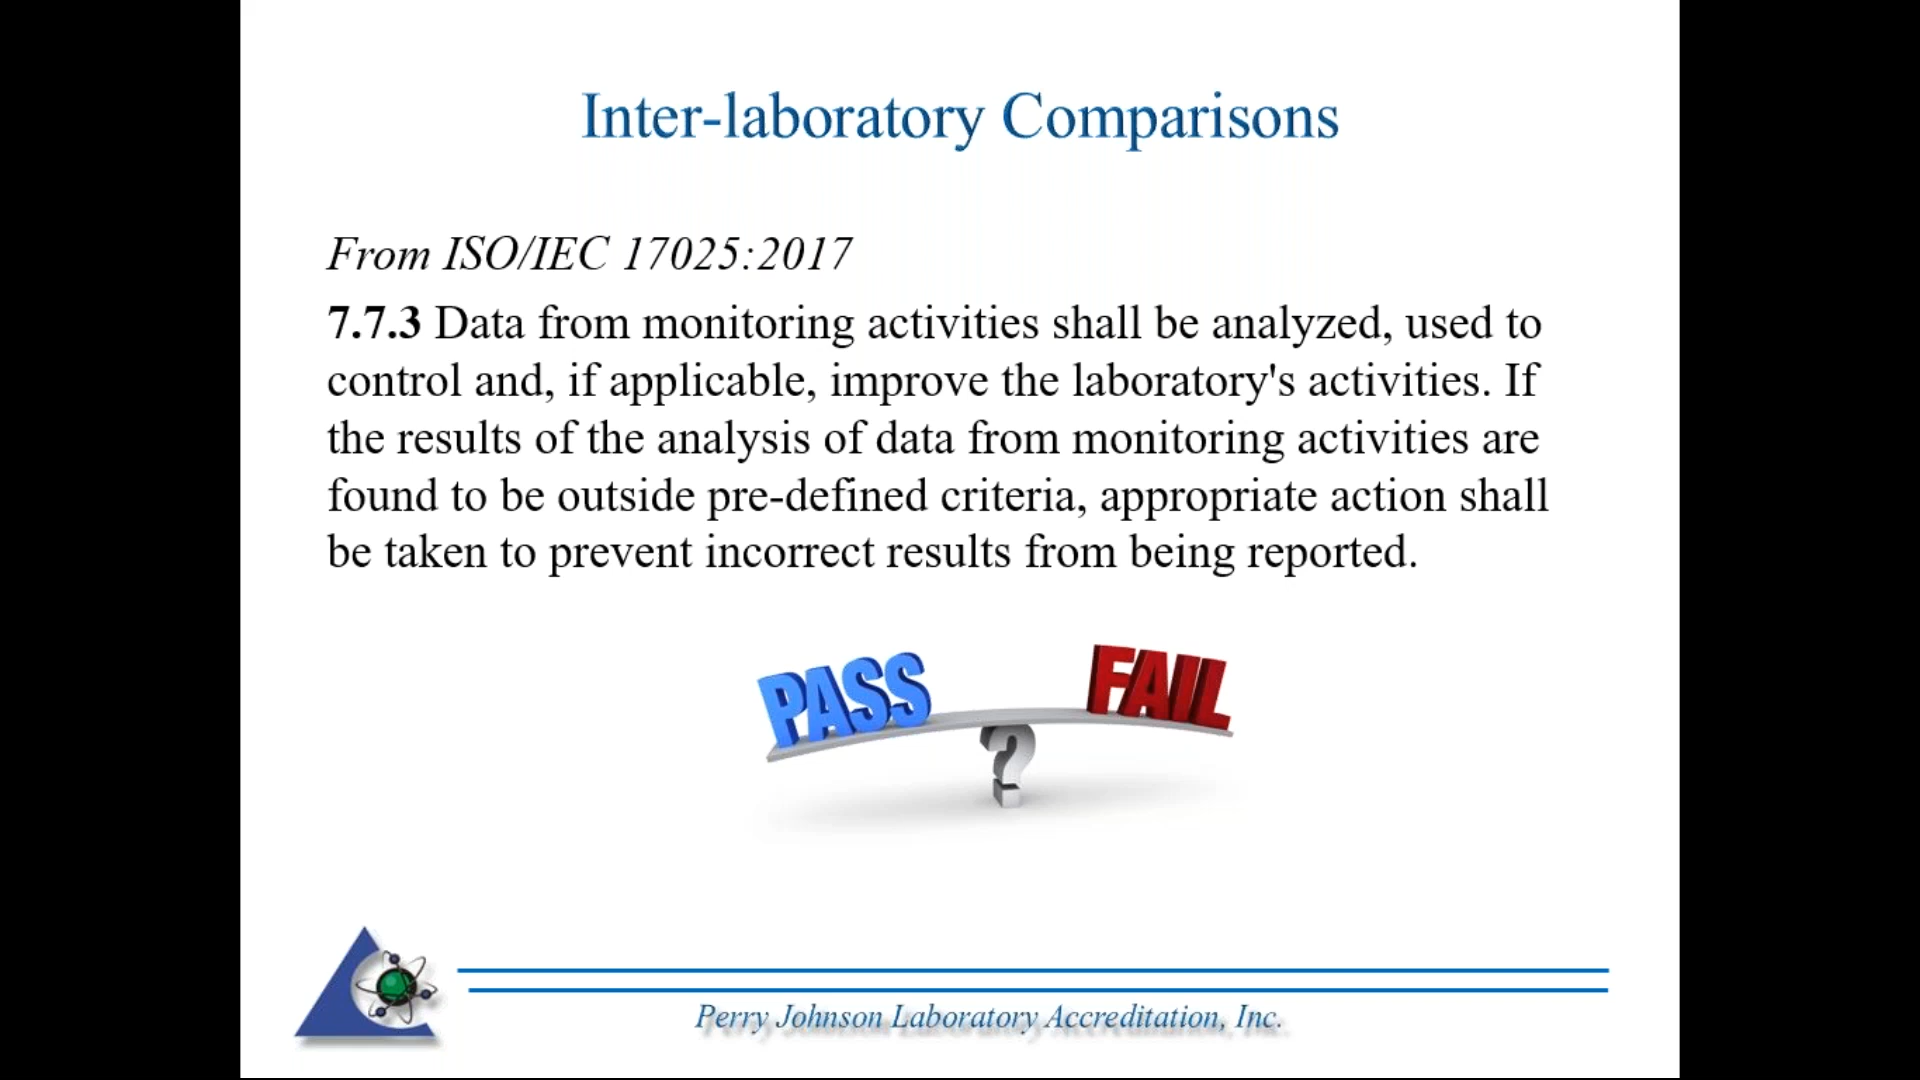 Inter-laboratory Comparisons
From ISO/IEC 17025:2017
7.7.3 Data from monitoring activities shall be analyzed, used to
control and, if applicable, improve the laboratory's activities. If
the results of the analysis of data from monitoring activities are
found to be outside pre-defined criteria, appropriate action shall
be taken to prevent incorrect results from being reported.
PASS
FAIL
?
Perry Johnson Laboratory Accreditation, Inc.